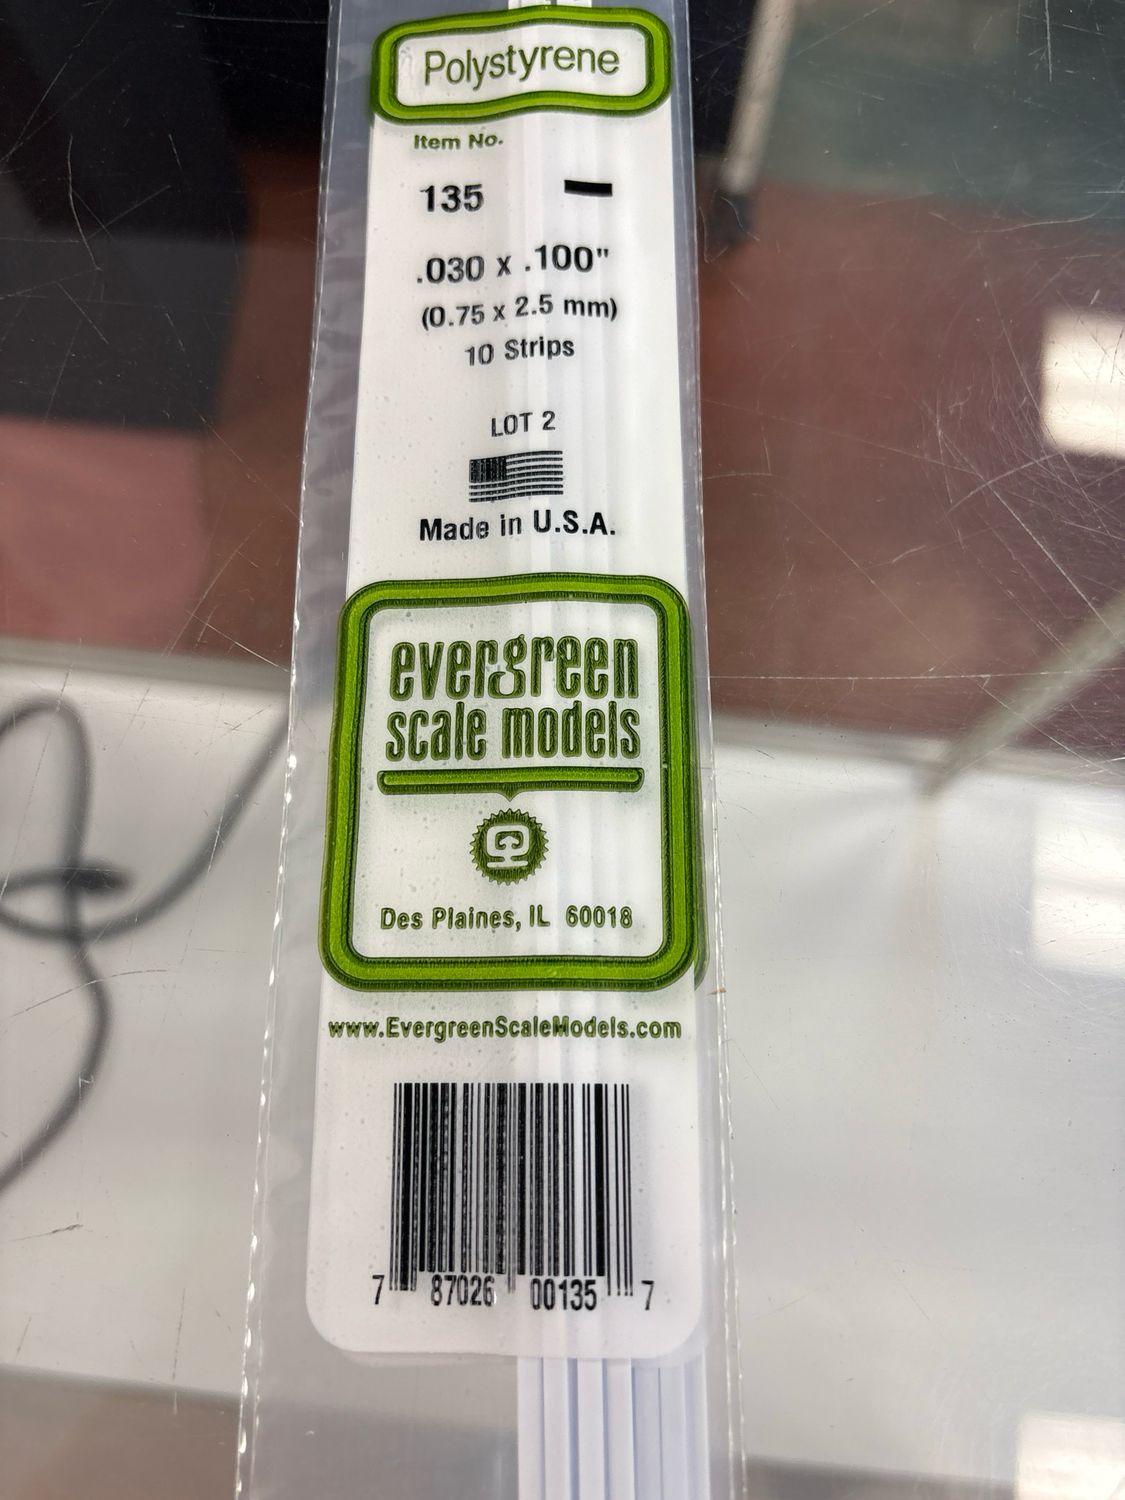 Polystyrene
Item No.
135
.030 x .100"
(0.75 x 2.5 mm)
10 Strips
LOT 2
Made in U.S.A.
evergreen
scale models
Des Plaines, IL 60018
www.EvergreenScaleModels.com
7 87026 00135 7